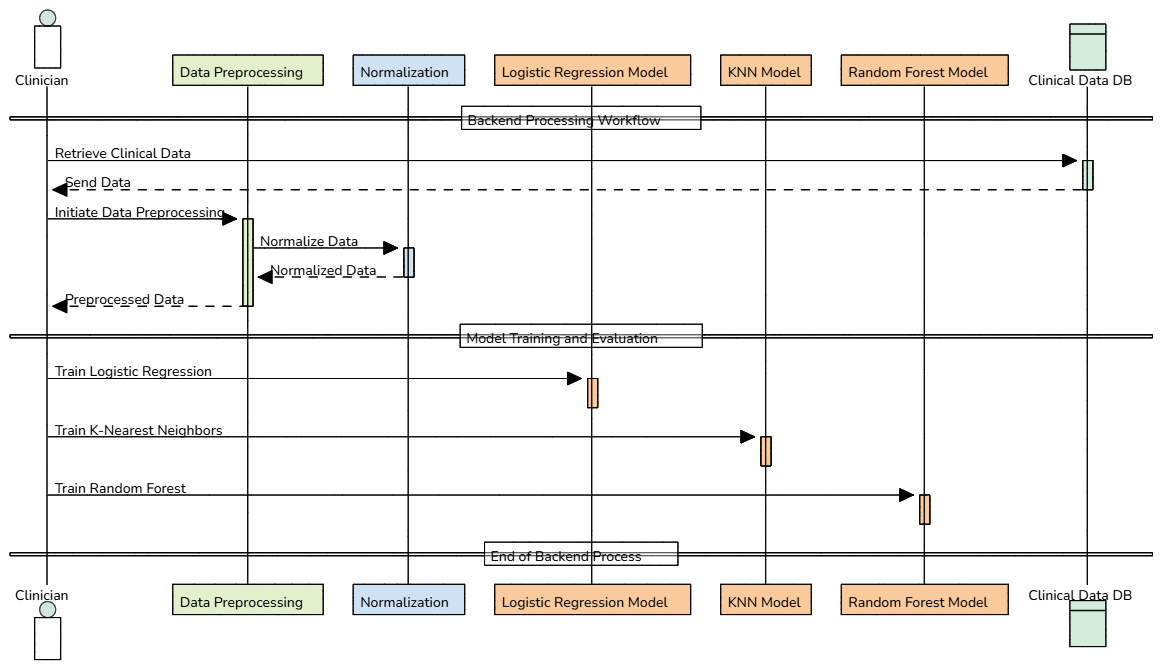 Clinician
Data Preprocessing
Normalization
Logistic Regression Model
KNN Model
Random Forest Model
Clinical Data DB
Backend Processing Workflow
Retrieve Clinical Data
Send Data
Initiate Data Preprocessing
Normalize Data
Normalized Data
Preprocessed Data
Model Training and Evaluation
Train Logistic Regression
Train K-Nearest Neighbors
Train Random Forest
End of Backend Process
Clinician
Data Preprocessing
Normalization
Logistic Regression Model
KNN Model
Random Forest Model
Clinical Data DB